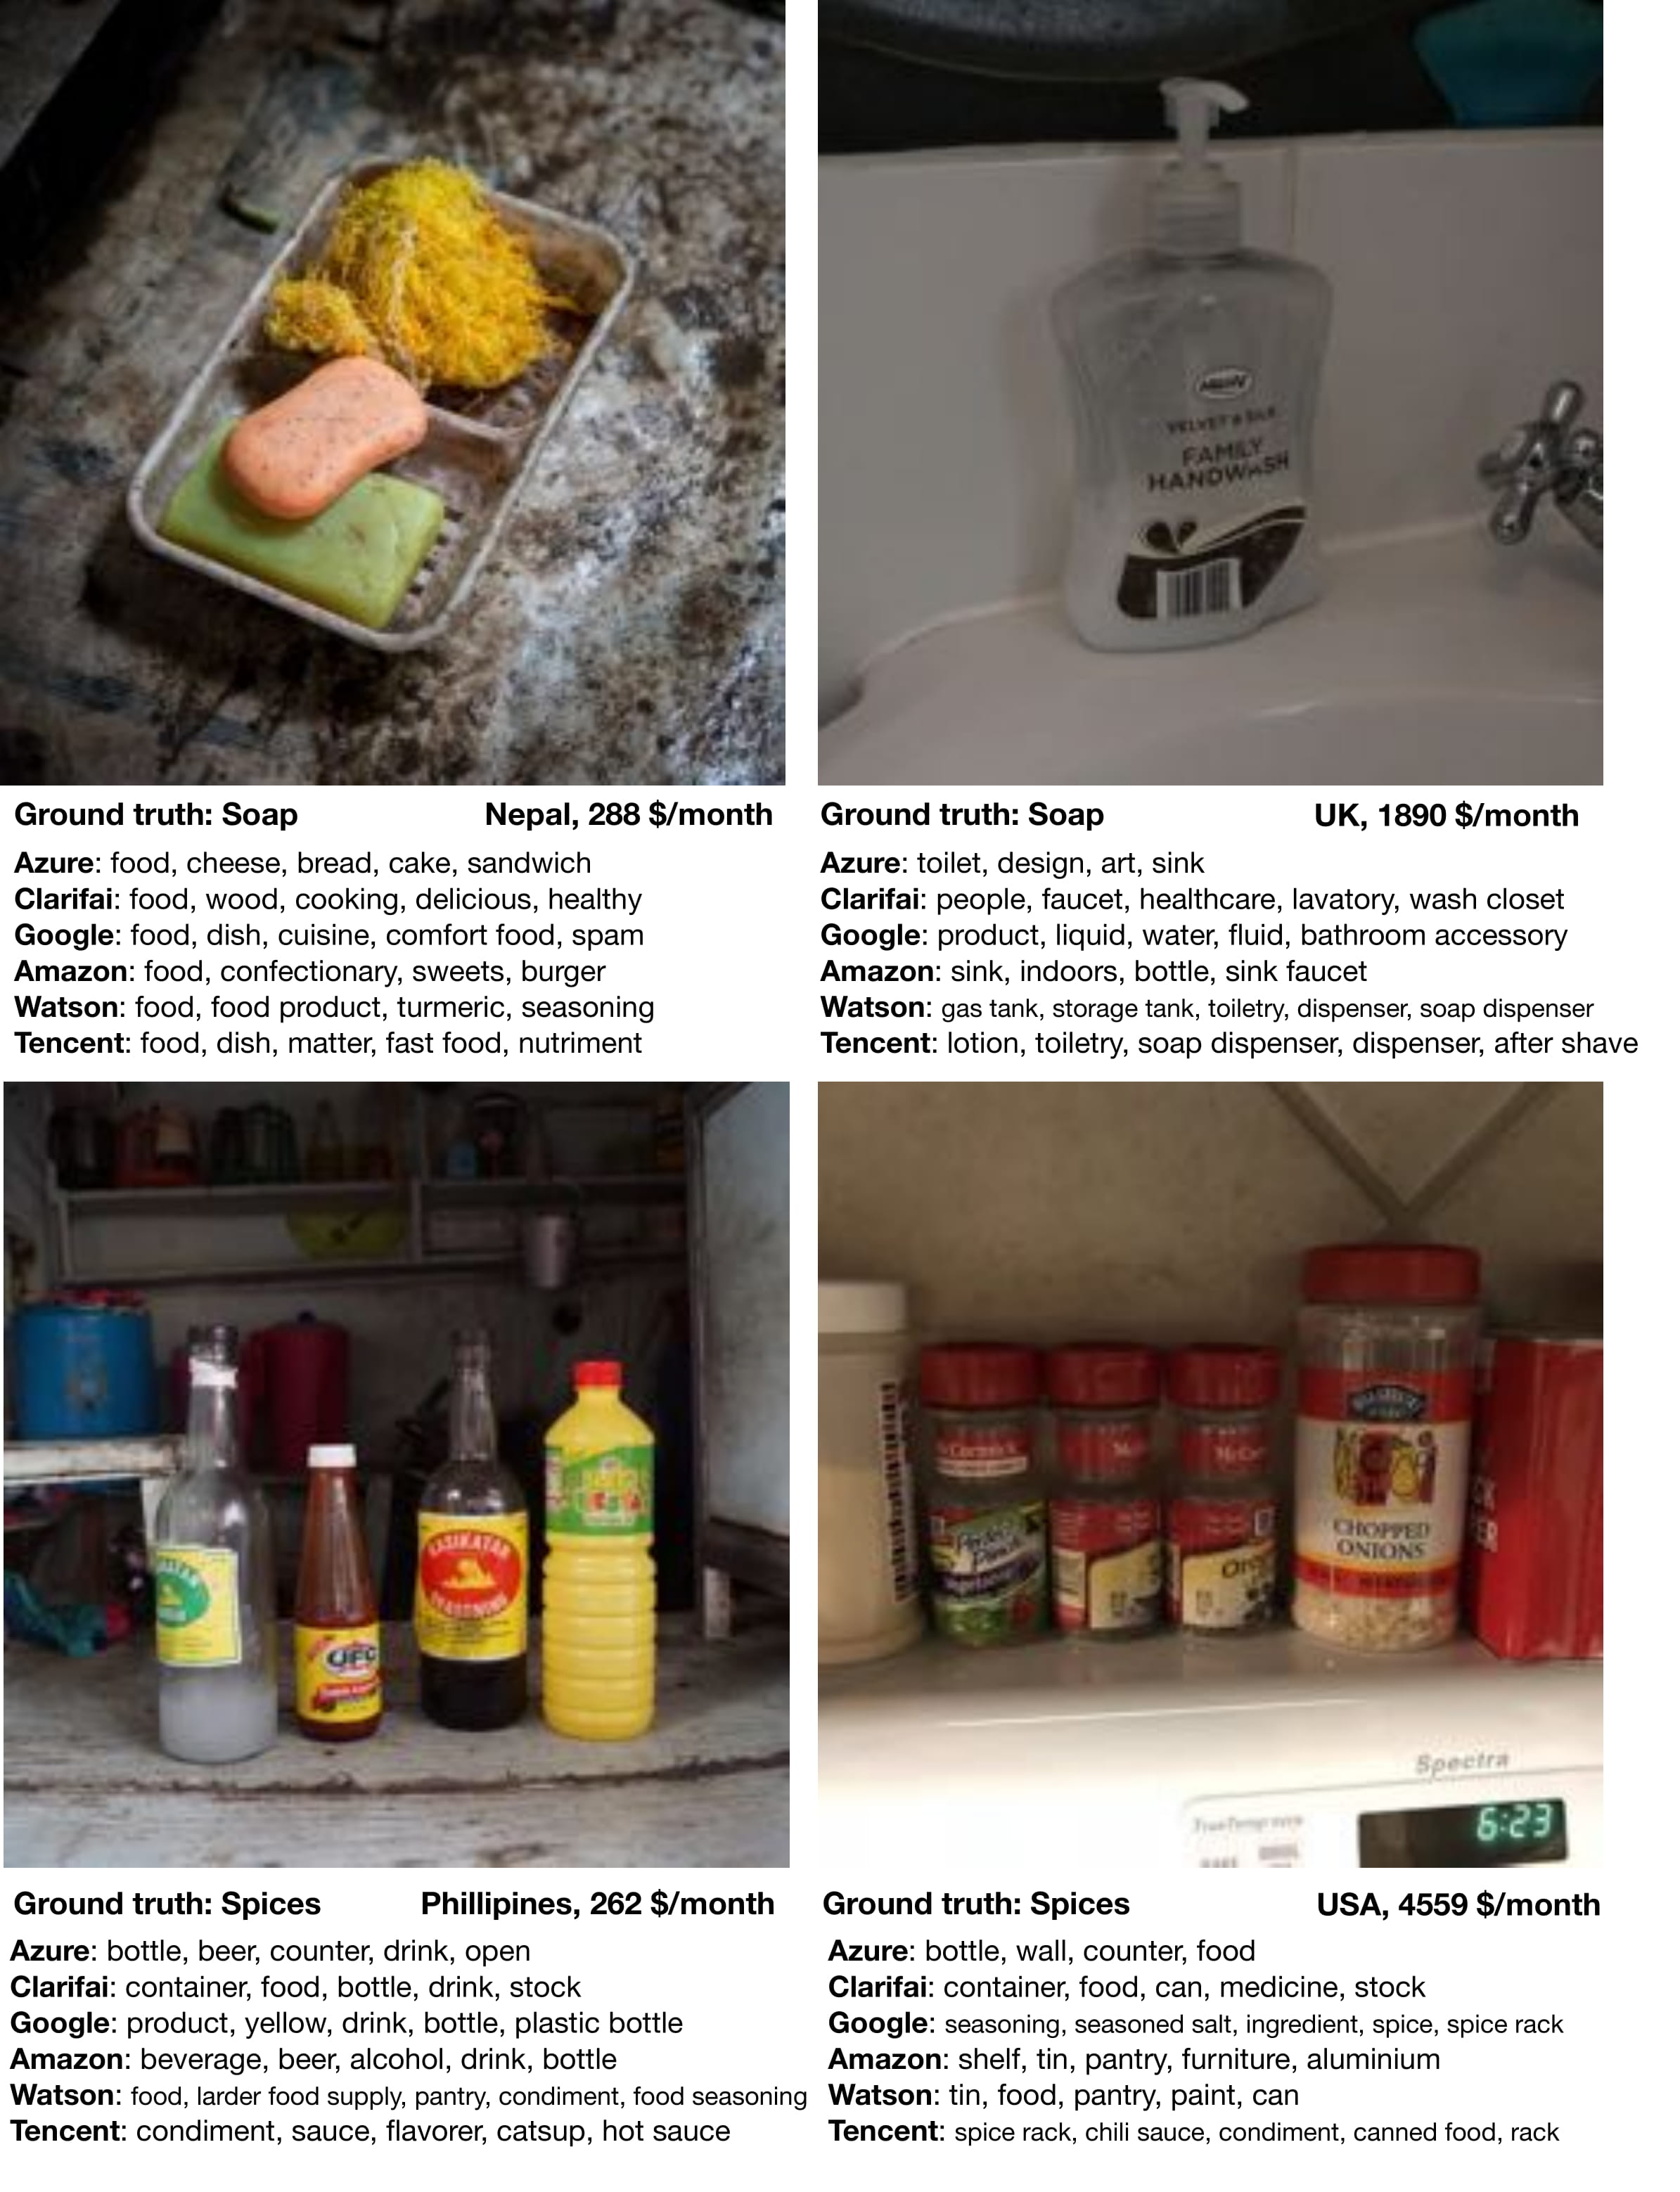 FAMILY
HANDWASH
Ground truth: Soap Nepal, 288 $/month
Azure: food, cheese, bread, cake, sandwich
Clarifai: food, wood, cooking, delicious, healthy
Google: food, dish, cuisine, comfort food, spam
Amazon: food, confectionary, sweets, burger
Watson: food, food product, turmeric, seasoning
Tencent: food, dish, matter, fast food, nutriment
Ground truth: Soap UK, 1890 $/month
Azure: toilet, design, art, sink
Clarifai: people, faucet, healthcare, lavatory, wash closet
Google: product, liquid, water, fluid, bathroom accessory
Amazon: sink, indoors, bottle, sink faucet
Watson: gas tank, storage tank, toiletry, dispenser, soap dispenser
Tencent: lotion, toiletry, soap dispenser, dispenser, after shave
UFC
CHOPPED
ONIONS
Spectra
6:23
Ground truth: Spices Phillipines, 262 $/month
Azure: bottle, beer, counter, drink, open
Clarifai: container, food, bottle, drink, stock
Google: product, yellow, drink, bottle, plastic bottle
Amazon: beverage, beer, alcohol, drink, bottle
Watson: food, larder food supply, pantry, condiment, food seasoning
Tencent: condiment, sauce, flavorer, catsup, hot sauce
Ground truth: Spices USA, 4559 $/month
Azure: bottle, wall, counter, food
Clarifai: container, food, can, medicine, stock
Google: seasoning, seasoned salt, ingredient, spice, spice rack
Amazon: shelf, tin, pantry, furniture, aluminium
Watson: tin, food, pantry, paint, can
Tencent: spice rack, chili sauce, condiment, canned food, rack